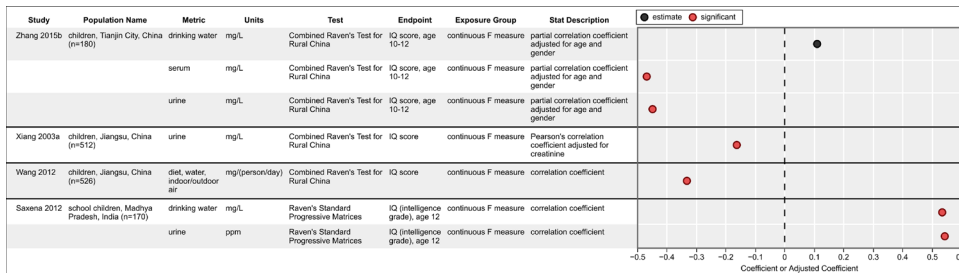 Study Population Name Metric Units Test Endpoint Exposure Group Stat Description
estimate significant
Zhang 2015b children, Tianjin City, China drinking water mg/L Combined Raven's Test for IQ score, age continuous F measure partial correlation coefficient
(n=180) Rural China 10-12 adjusted for age and
gender
serum mg/L Combined Raven's Test for IQ score, age continuous F measure partial correlation coefficient
Rural China 10-12 adjusted for age and
gender
urine mg/L Combined Raven's Test for IQ score, age continuous F measure partial correlation coefficient
Rural China 10-12 adjusted for age and
gender
Xiang 2003a children, Jiangsu, China urine mg/L Combined Raven's Test for IQ score continuous F measure Pearson's correlation
(n=512) Rural China coefficient adjusted for
creatinine
Wang 2012 children, Jiangsu, China diet, water, mg/(person/day) Combined Raven's Test for IQ score continuous F measure correlation coefficient
(n=526) indoor/outdoor Rural China
air
Saxena 2012 school children, Madhya drinking water mg/L Raven's Standard IQ (intelligence continuous F measure correlation coefficient
Pradesh, India (n=170) Progressive Matrices grade), age 12
urine ppm Raven's Standard IQ (intelligence continuous F measure correlation coefficient
Progressive Matrices grade), age 12
−0.5 −0.4 −0.3 −0.2 −0.1 0 0.1 0.2 0.3 0.4 0.5 0.6
Coefficient or Adjusted Coefficient